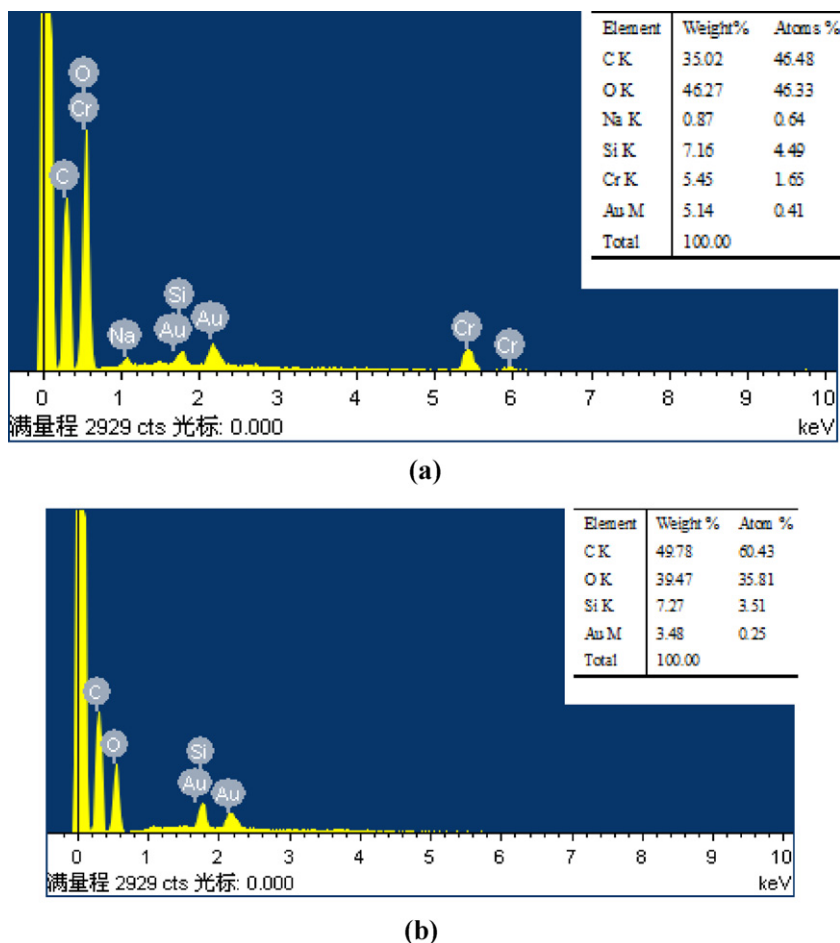 Element Weight% Atoms %
C K 35.02 46.48
O K 46.27 46.33
Na K 0.87 0.64
Si K 7.16 4.49
Cr K 5.45 1.65
Au M 5.14 0.41
Total 100.00
O
Cr
C
Si
Na Au Au
Cr Cr
0 1 2 3 4 5 6 7 8 9 10
满量程 2929 cts 光标: 0.000 keV
(a)
Element Weight % Atom %
C K 49.78 60.43
O K 39.47 35.81
Si K 7.27 3.51
Au M 3.48 0.25
Total 100.00
C
O Si
Au Au
0 1 2 3 4 5 6 7 8 9 10
满量程 2929 cts 光标: 0.000 keV
(b)